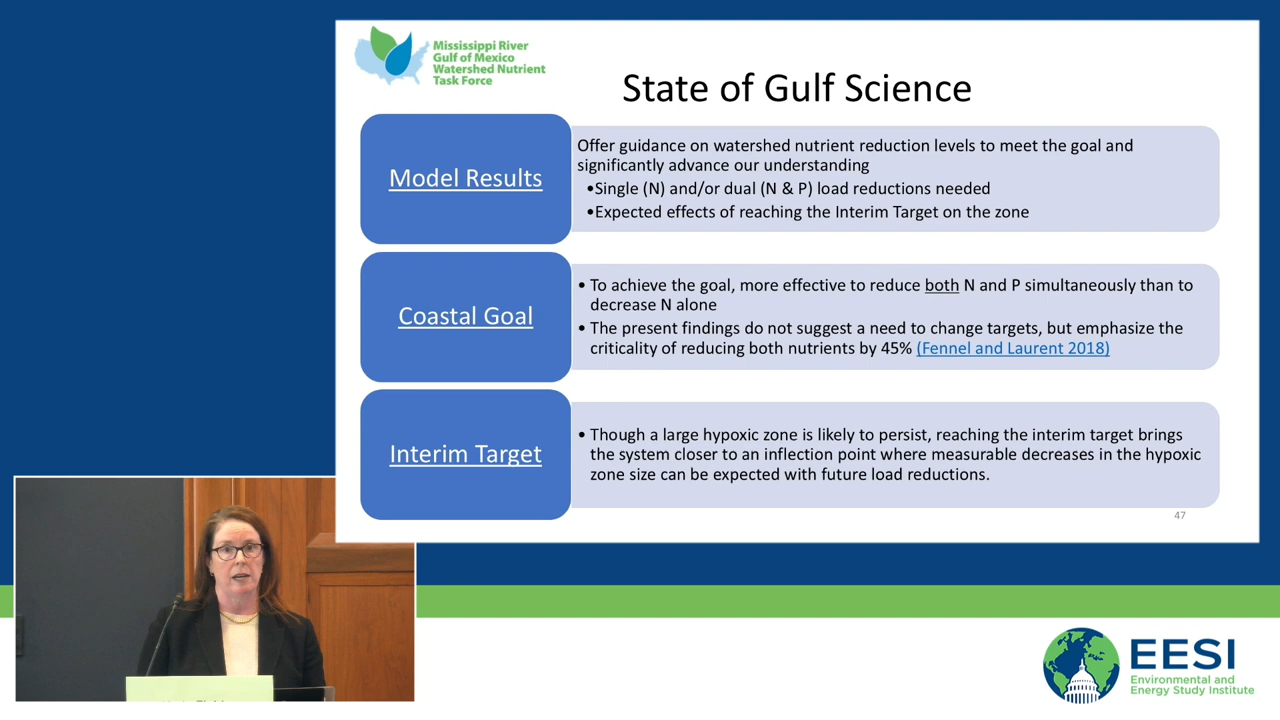 Mississippi River
Gulf of Mexico
Watershed Nutrient
Task Force
State of Gulf Science
Model Results
Offer guidance on watershed nutrient reduction levels to meet the goal and
significantly advance our understanding
•Single (N) and/or dual (N & P) load reductions needed
•Expected effects of reaching the Interim Target on the zone
Coastal Goal
• To achieve the goal, more effective to reduce both N and P simultaneously than to
decrease N alone
• The present findings do not suggest a need to change targets, but emphasize the
criticality of reducing both nutrients by 45% (Fennel and Laurent 2018)
Interim Target
• Though a large hypoxic zone is likely to persist, reaching the interim target brings
the system closer to an inflection point where measurable decreases in the hypoxic
zone size can be expected with future load reductions.
47
EESI
Environmental and
Energy Study Institute